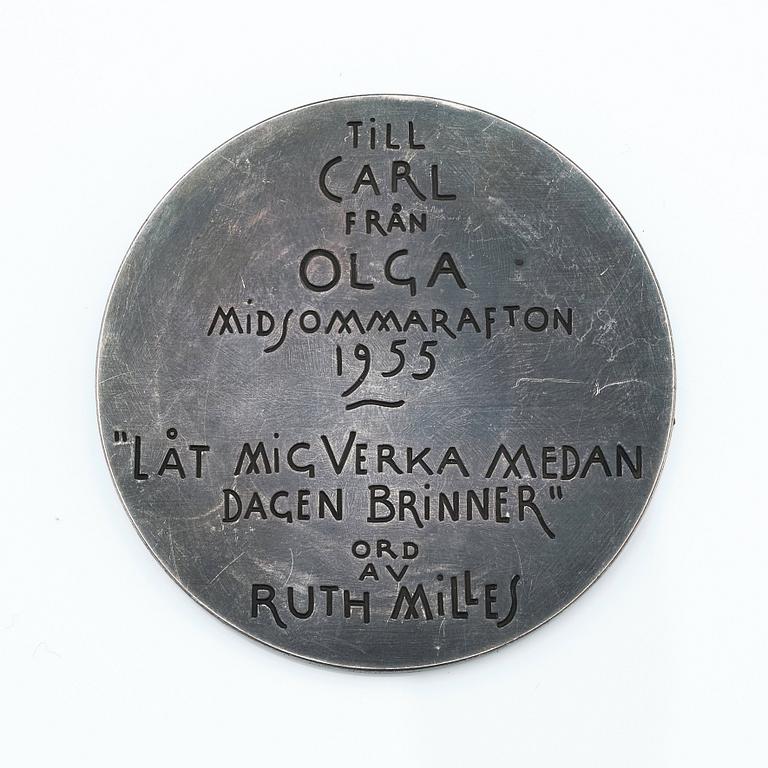 TiLL
CARL
FRÅN
OLGA
MiDSOMMARAFTON
1955
"LÅT MiG VERKA MEDAN
DAGEN BRiNNER"
ORD
AV
RUTH MiLLES